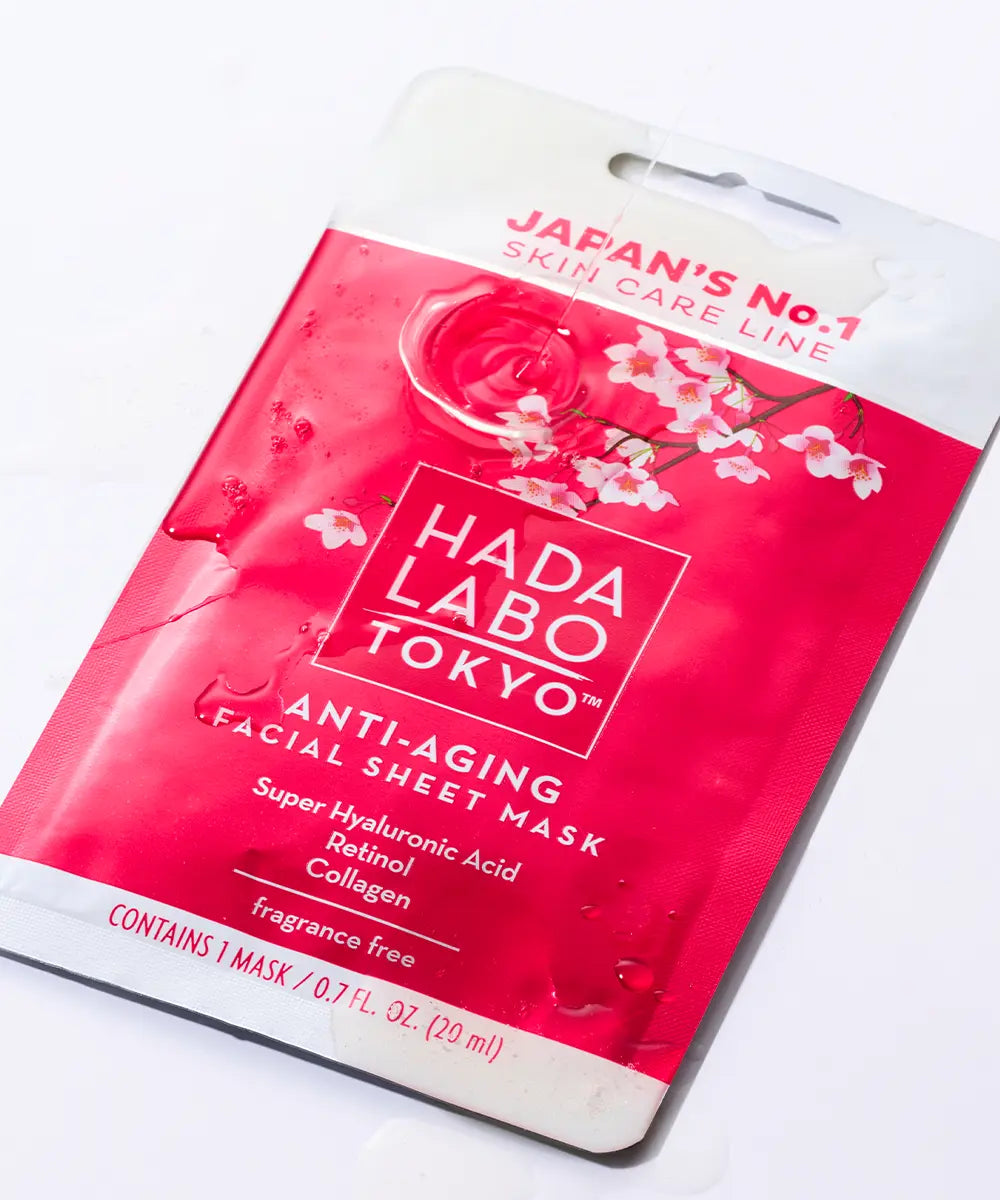 JAPAN'S No.1
SKIN CARE LINE
HADA
LABO
TOKYO™
ANTI-AGING
FACIAL SHEET MASK
Super Hyaluronic Acid
Retinol
Collagen
fragrance free
CONTAINS 1 MASK / 0.7 FL. OZ. (20 ml)